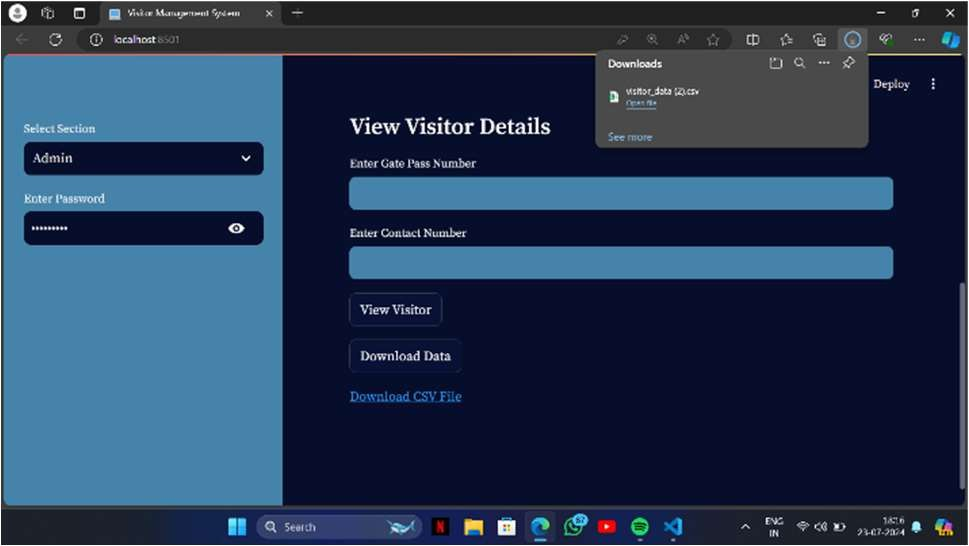 Visitor Management System
localhost:8501
Downloads
visitor_data (2).csv
Open file
See more
Deploy
Select Section
Admin
Enter Password
View Visitor Details
Enter Gate Pass Number
Enter Contact Number
View Visitor
Download Data
Download CSV File
Search
ENG
IN
18:16
23-07-2024